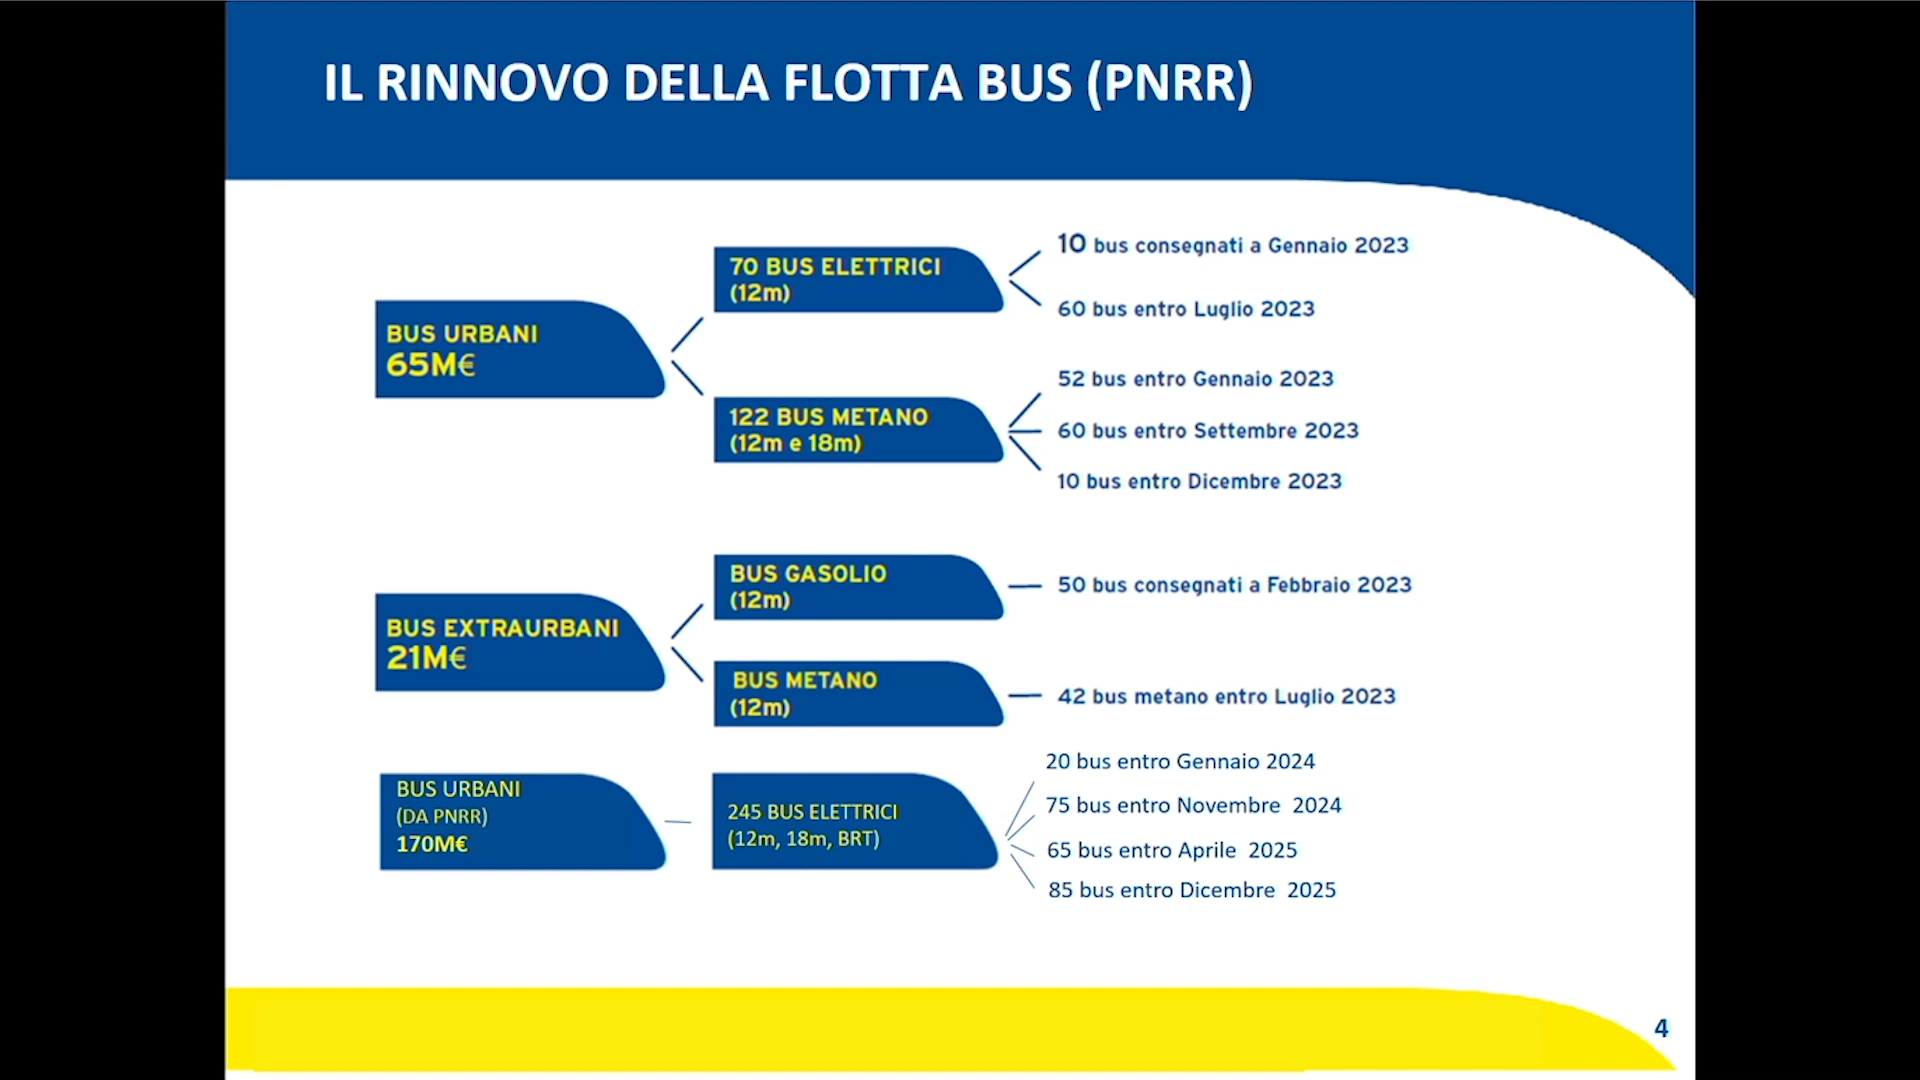 IL RINNOVO DELLA FLOTTA BUS (PNRR)
BUS URBANI
65M€
70 BUS ELETTRICI
(12m)
10 bus consegnati a Gennaio 2023
60 bus entro Luglio 2023
122 BUS METANO
(12m e 18m)
52 bus entro Gennaio 2023
60 bus entro Settembre 2023
10 bus entro Dicembre 2023
BUS EXTRAURBANI
21M€
BUS GASOLIO
(12m)
50 bus consegnati a Febbraio 2023
BUS METANO
(12m)
42 bus metano entro Luglio 2023
BUS URBANI
(DA PNRR)
170M€
245 BUS ELETTRICI
(12m, 18m, BRT)
20 bus entro Gennaio 2024
75 bus entro Novembre 2024
65 bus entro Aprile 2025
85 bus entro Dicembre 2025
4